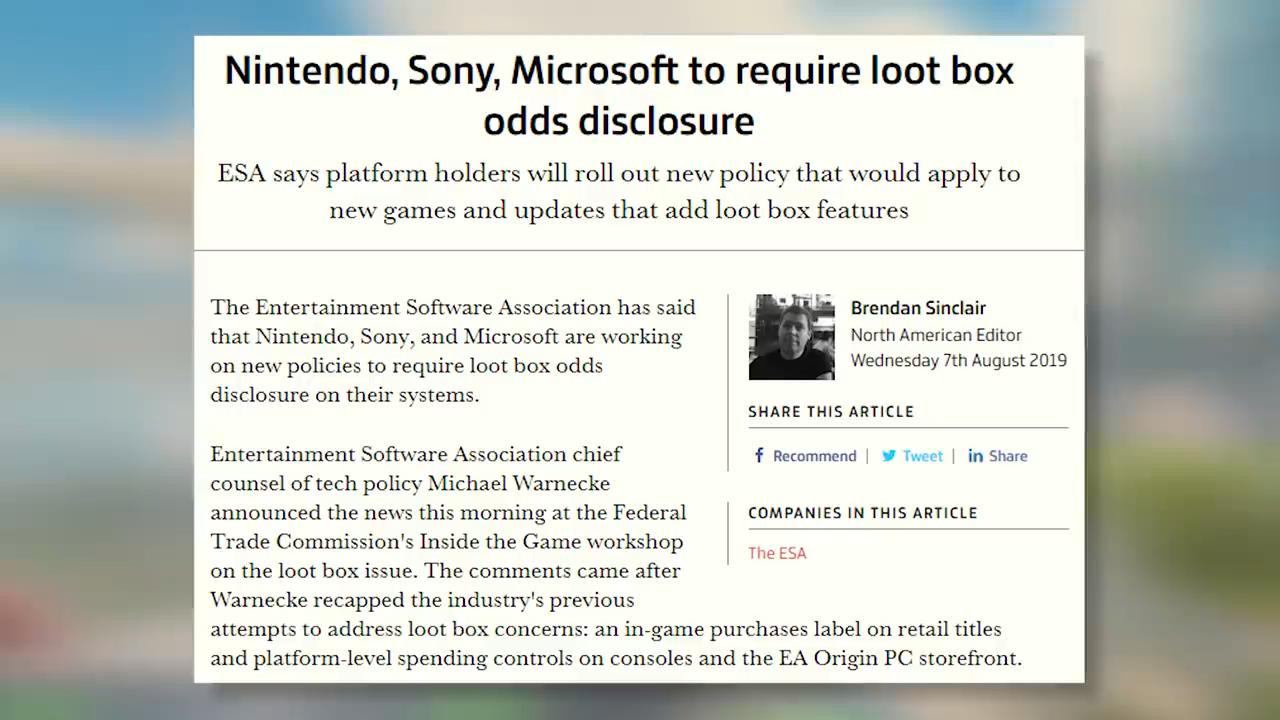 Nintendo, Sony, Microsoft to require loot box
odds disclosure
ESA says platform holders will roll out new policy that would apply to
new games and updates that add loot box features
The Entertainment Software Association has said
that Nintendo, Sony, and Microsoft are working
on new policies to require loot box odds
disclosure on their systems.
Entertainment Software Association chief
counsel of tech policy Michael Warnecke
announced the news this morning at the Federal
Trade Commission's Inside the Game workshop
on the loot box issue. The comments came after
Warnecke recapped the industry's previous
attempts to address loot box concerns: an in-game purchases label on retail titles
and platform-level spending controls on consoles and the EA Origin PC storefront.
Brendan Sinclair
North American Editor
Wednesday 7th August 2019
SHARE THIS ARTICLE
Recommend | Tweet | in Share
COMPANIES IN THIS ARTICLE
The ESA